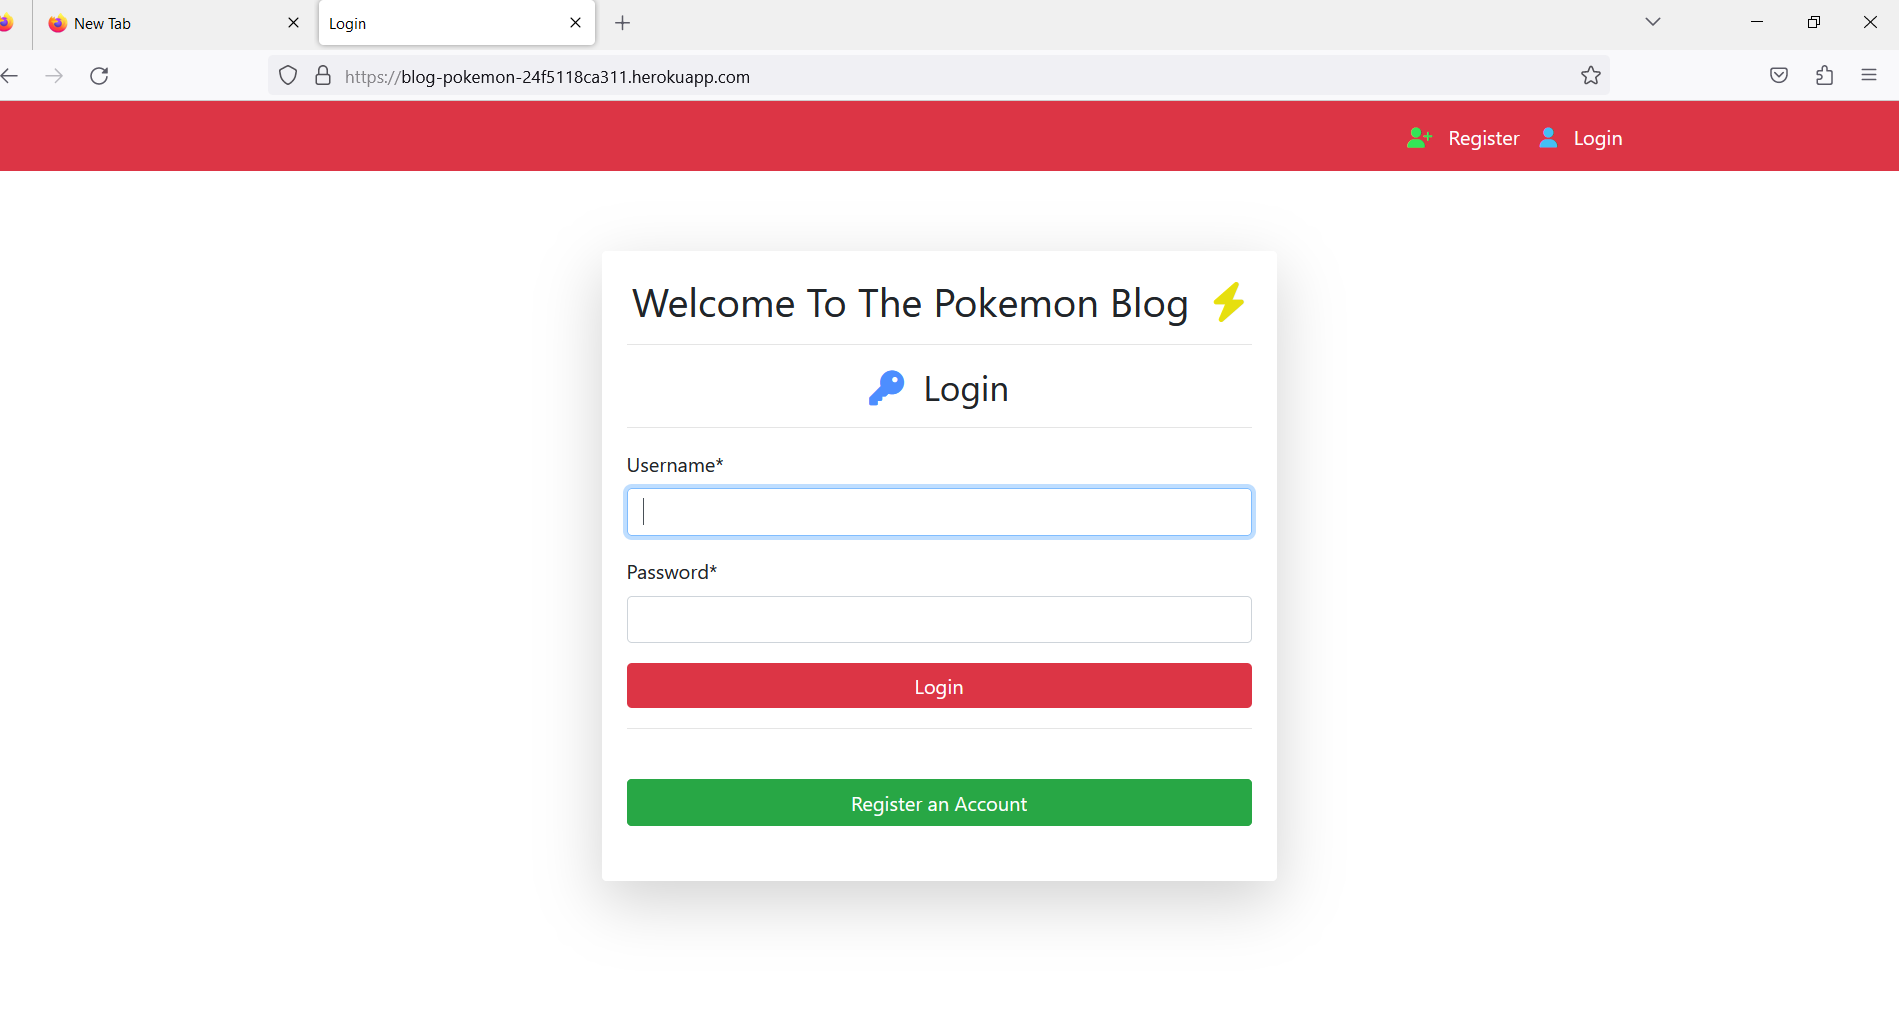 New Tab
Login
https://blog-pokemon-24f5118ca311.herokuapp.com
Register Login
Welcome To The Pokemon Blog
Login
Username*
Password*
Login
Register an Account